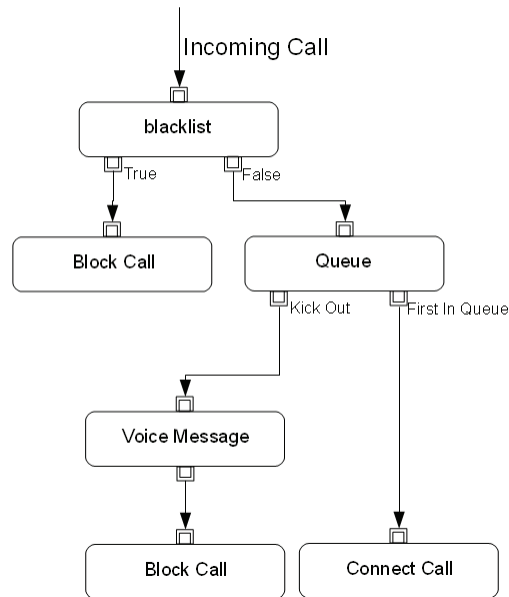 Incoming Call
blacklist
True
False
Block Call
Queue
Kick Out
First In Queue
Voice Message
Block Call
Connect Call